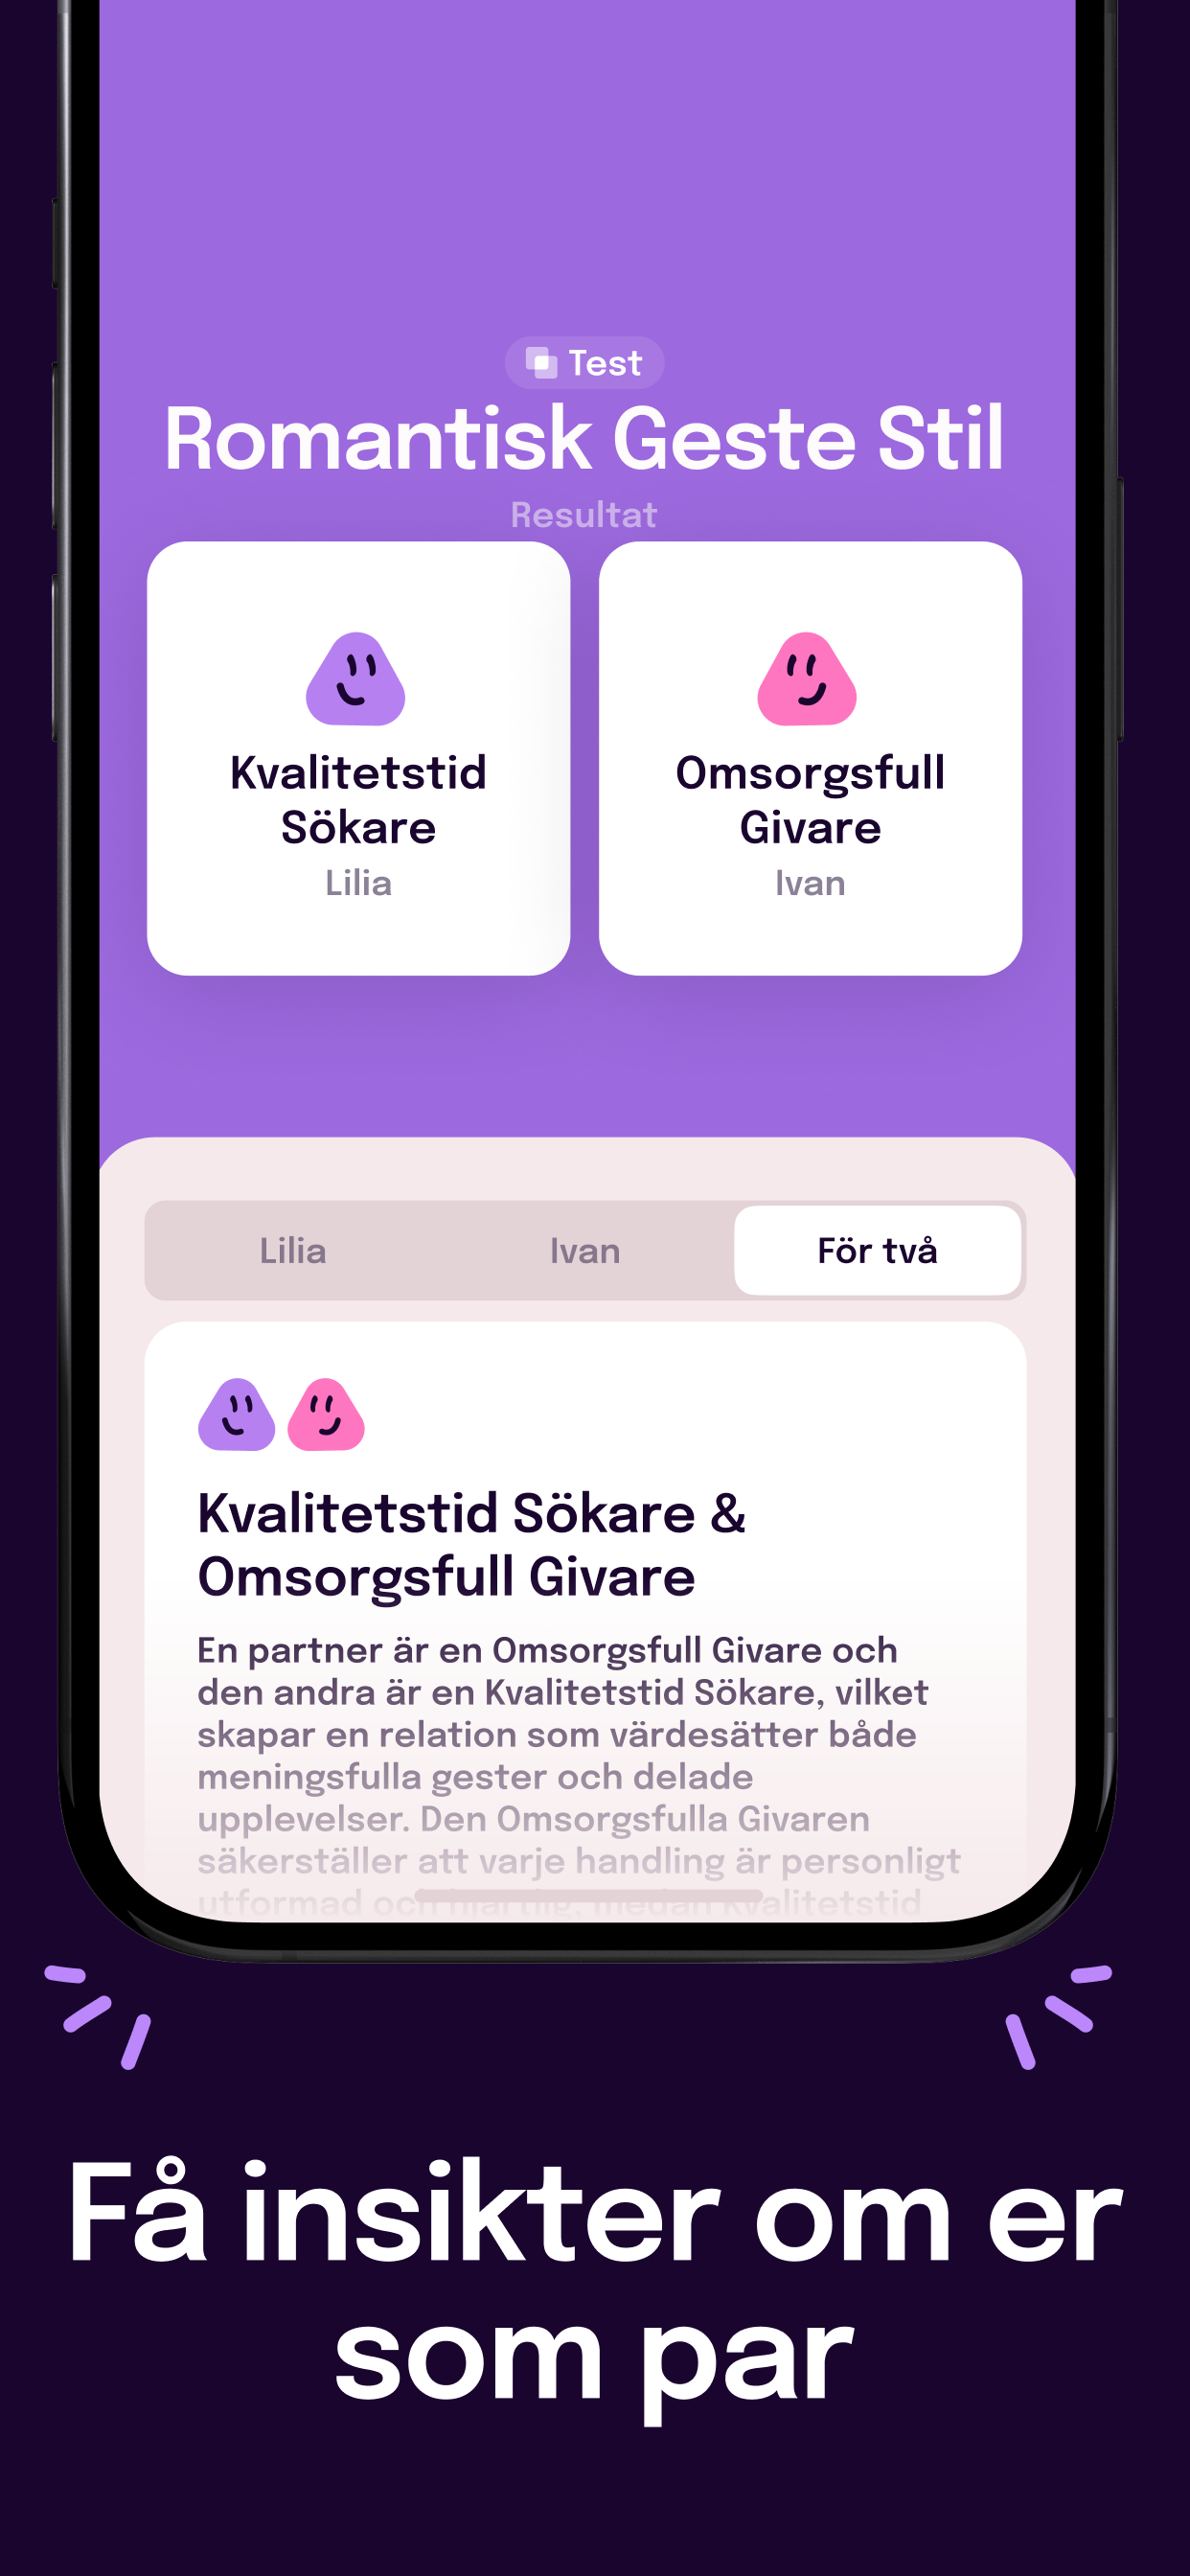 Test
Romantisk Geste Stil
Resultat
Kvalitetstid
Sökare
Lilia
Omsorgsfull
Givare
Ivan
Lilia
Ivan
För två
Kvalitetstid Sökare &
Omsorgsfull Givare
En partner är en Omsorgsfull Givare och
den andra är en Kvalitetstid Sökare, vilket
skapar en relation som värdesätter både
meningsfulla gester och delade
upplevelser. Den Omsorgsfulla Givaren
säkerställer att varje handling är personligt
utformad och hjärtlig, medan Kvalitetstid
Få insikter om er
som par